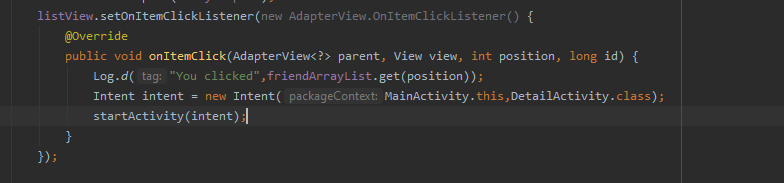 listView.setOnItemClickListener(new AdapterView.OnItemClickListener() {
@Override
public void onItemClick(AdapterView<?> parent, View view, int position, long id) {
Log.d( tag: "You clicked",friendArrayList.get(position));
Intent intent = new Intent( packageContext: MainActivity.this,DetailActivity.class);
startActivity(intent);
}
});